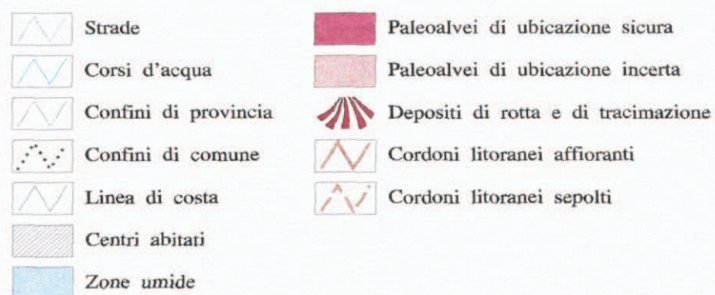 Strade
Corsi d'acqua
Confini di provincia
Confini di comune
Linea di costa
Centri abitati
Zone umide
Paleoalvei di ubicazione sicura
Paleoalvei di ubicazione incerta
Depositi di rotta e di tracimazione
Cordoni litoranei affioranti
Cordoni litoranei sepolti